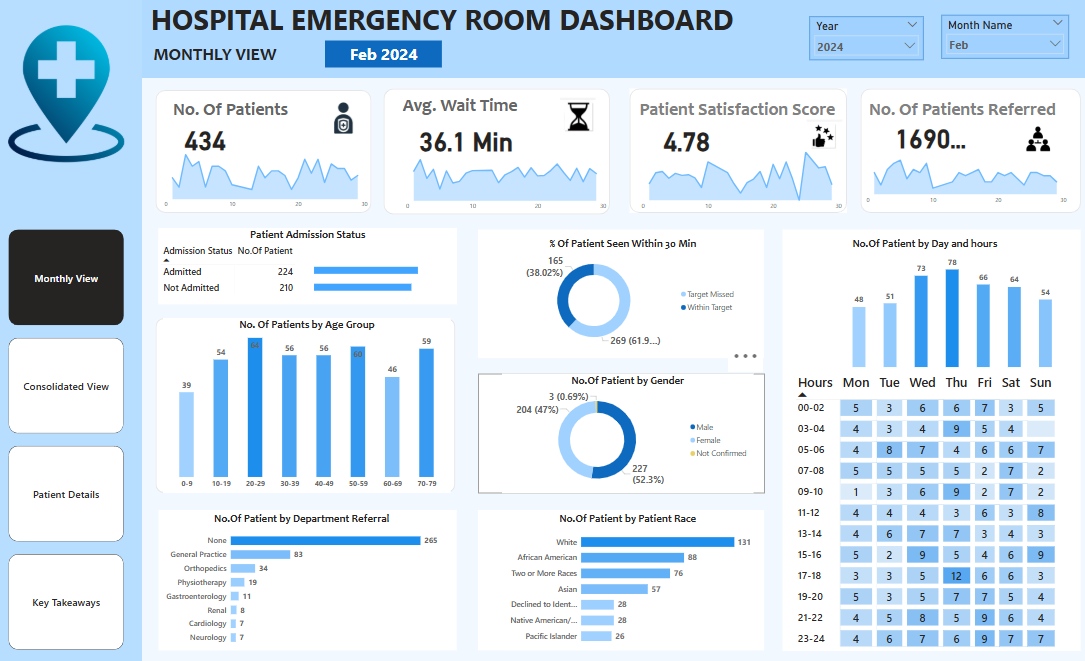 HOSPITAL EMERGENCY ROOM DASHBOARD
MONTHLY VIEW
Feb 2024
Year
2024
Month Name
Feb
No. Of Patients
434
0 10 20 30
Avg. Wait Time
36.1 Min
0 10 20 30
Patient Satisfaction Score
4.78
0 10 20 30
No. Of Patients Referred
1690...
0 10 20 30
Monthly View
Consolidated View
Patient Details
Key Takeaways
Patient Admission Status
Admission Status No.Of Patient
Admitted 224
Not Admitted 210
No. Of Patients by Age Group
39 54 64 56 56 60 46 59
0-9 10-19 20-29 30-39 40-49 50-59 60-69 70-79
No.Of Patient by Department Referral
None 265
General Practice 83
Orthopedics 34
Physiotherapy 19
Gastroenterology 11
Renal 8
Cardiology 7
Neurology 7
% Of Patient Seen Within 30 Min
165
(38.02%)
269 (61.9...)
Target Missed
Within Target
No.Of Patient by Gender
3 (0.69%)
204 (47%)
227
(52.3%)
Male
Female
Not Confirmed
No.Of Patient by Patient Race
White 131
African American 88
Two or More Races 76
Asian 57
Declined to Ident... 28
Native American/... 28
Pacific Islander 26
No.Of Patient by Day and hours
48 51 73 78 66 64 54
Hours Mon Tue Wed Thu Fri Sat Sun
00-02 5 3 6 6 7 3 5
03-04 4 3 4 9 5 4
05-06 4 8 7 4 6 6 7
07-08 5 5 5 5 2 7 2
09-10 1 3 6 9 2 7 2
11-12 4 4 4 3 6 3 8
13-14 4 6 7 7 3 4 3
15-16 5 2 9 5 4 6 9
17-18 3 3 5 12 6 6 3
19-20 5 3 5 7 7 5 4
21-22 4 5 8 5 9 6 4
23-24 4 6 7 6 9 7 7